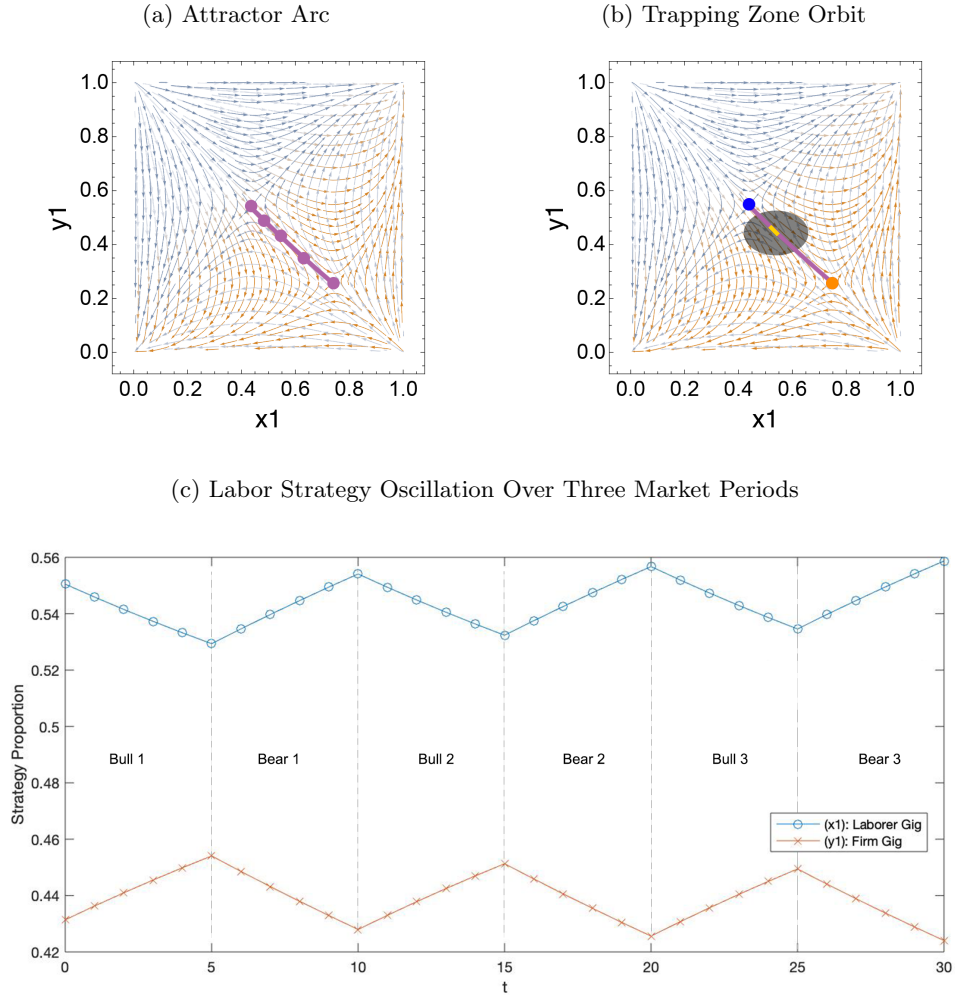 (a) Attractor Arc
(b) Trapping Zone Orbit
1.0
0.8
0.6
0.4
0.2
0.0
y1
0.0 0.2 0.4 0.6 0.8 1.0
x1
1.0
0.8
0.6
0.4
0.2
0.0
y1
0.0 0.2 0.4 0.6 0.8 1.0
x1
(c) Labor Strategy Oscillation Over Three Market Periods
0.56
0.54
0.52
0.5
0.48
0.46
0.44
0.42
Strategy Proportion
Bull 1 Bear 1 Bull 2 Bear 2 Bull 3 Bear 3
(x1): Laborer Gig
(y1): Firm Gig
0 5 10 15 20 25 30
t